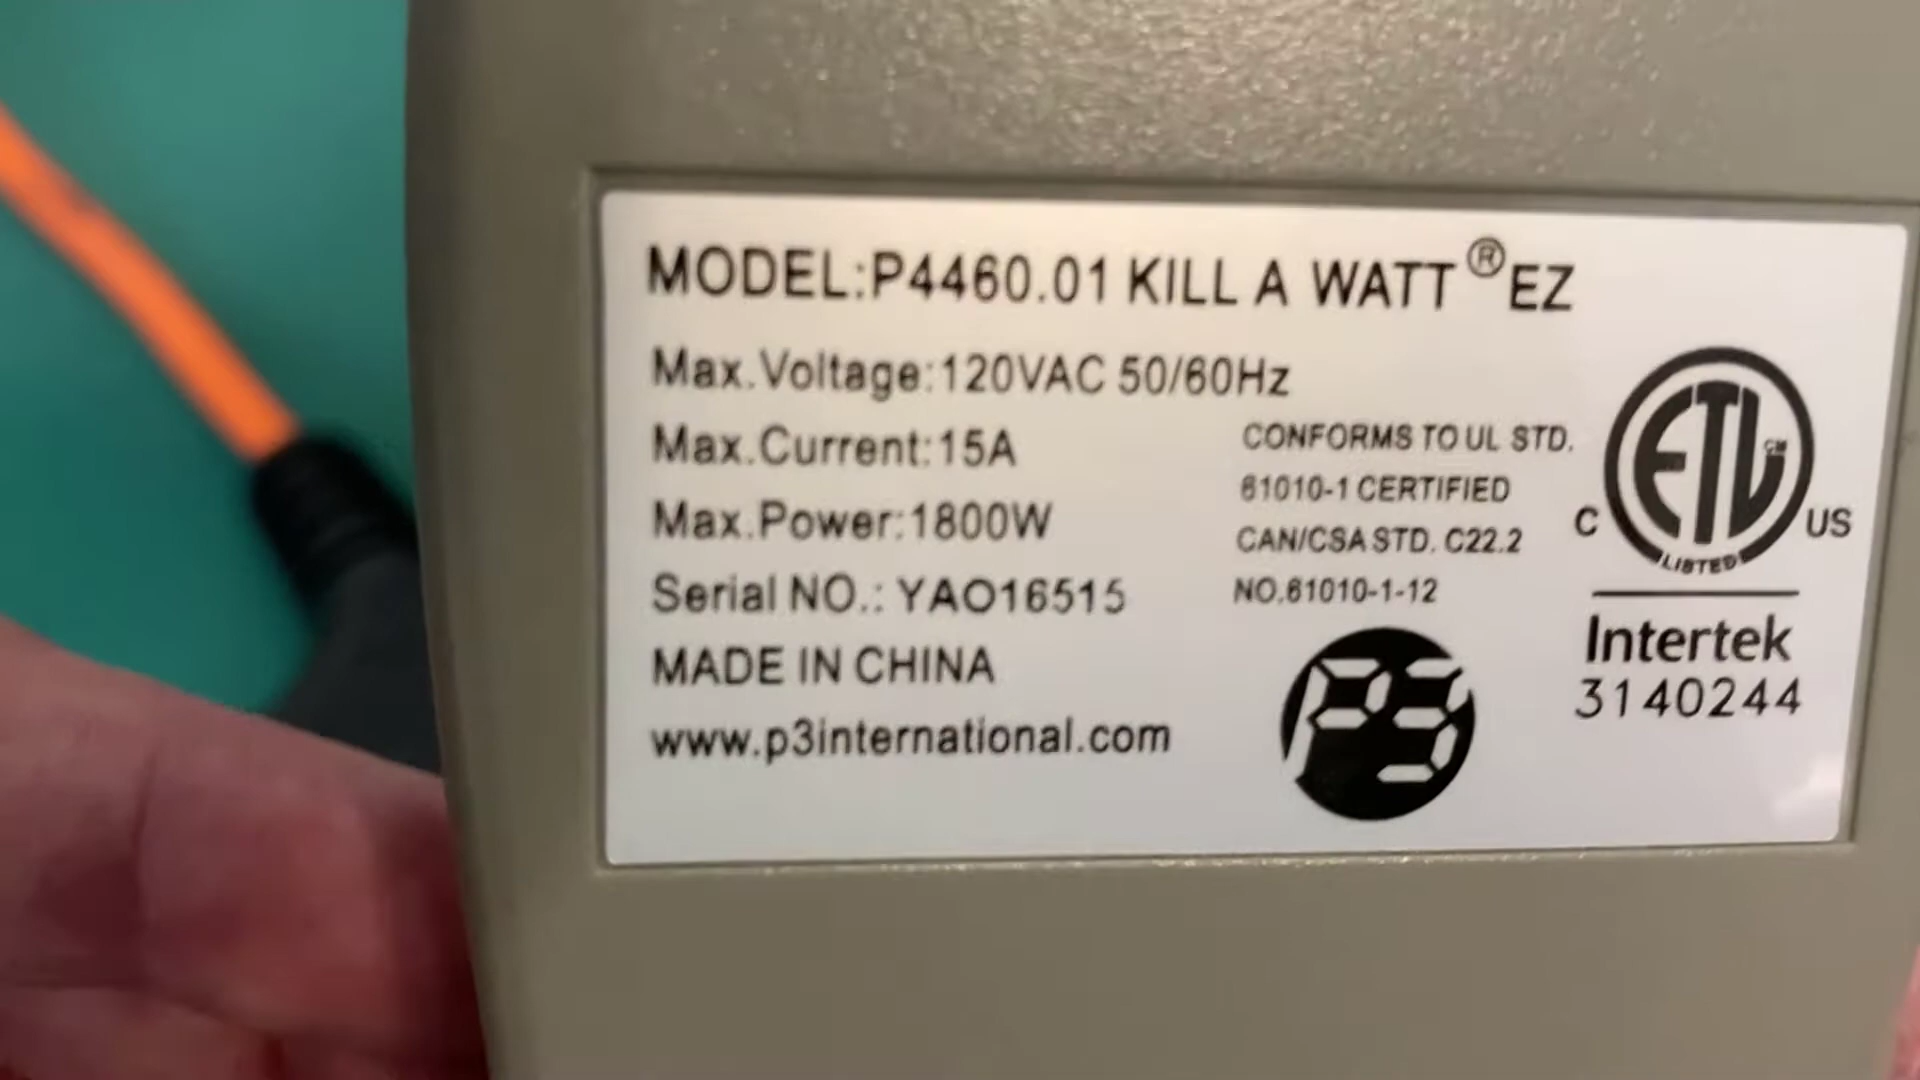 MODEL:P4460.01 KILL A WATT® EZ
Max.Voltage:120VAC 50/60Hz
Max.Current:15A
Max.Power:1800W
Serial NO.: YAO16515
MADE IN CHINA
www.p3international.com
CONFORMS TO UL STD.
61010-1 CERTIFIED
CAN/CSA STD. C22.2
NO.61010-1-12
P3
ETL CM
LISTED
C US
Intertek
3140244